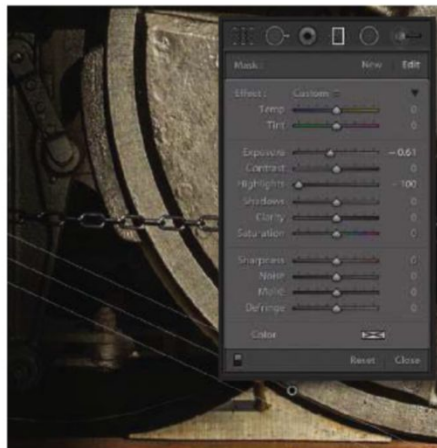 Mask : New Edit
Effect : Custom
Temp 0
Tint 0
Exposure – 0.61
Contrast 0
Highlights – 100
Shadows 0
Clarity 0
Saturation 0
Sharpness 0
Noise 0
Moiré 0
Defringe 0
Color
Reset Close